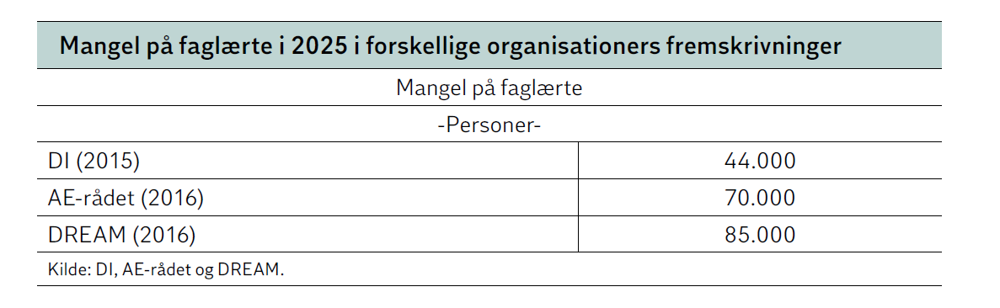 Mangel på faglærte i 2025 i forskellige organisationers fremskrivninger
Mangel på faglærte
-Personer-
DI (2015) 44.000
AE-rådet (2016) 70.000
DREAM (2016) 85.000
Kilde: DI, AE-rådet og DREAM.